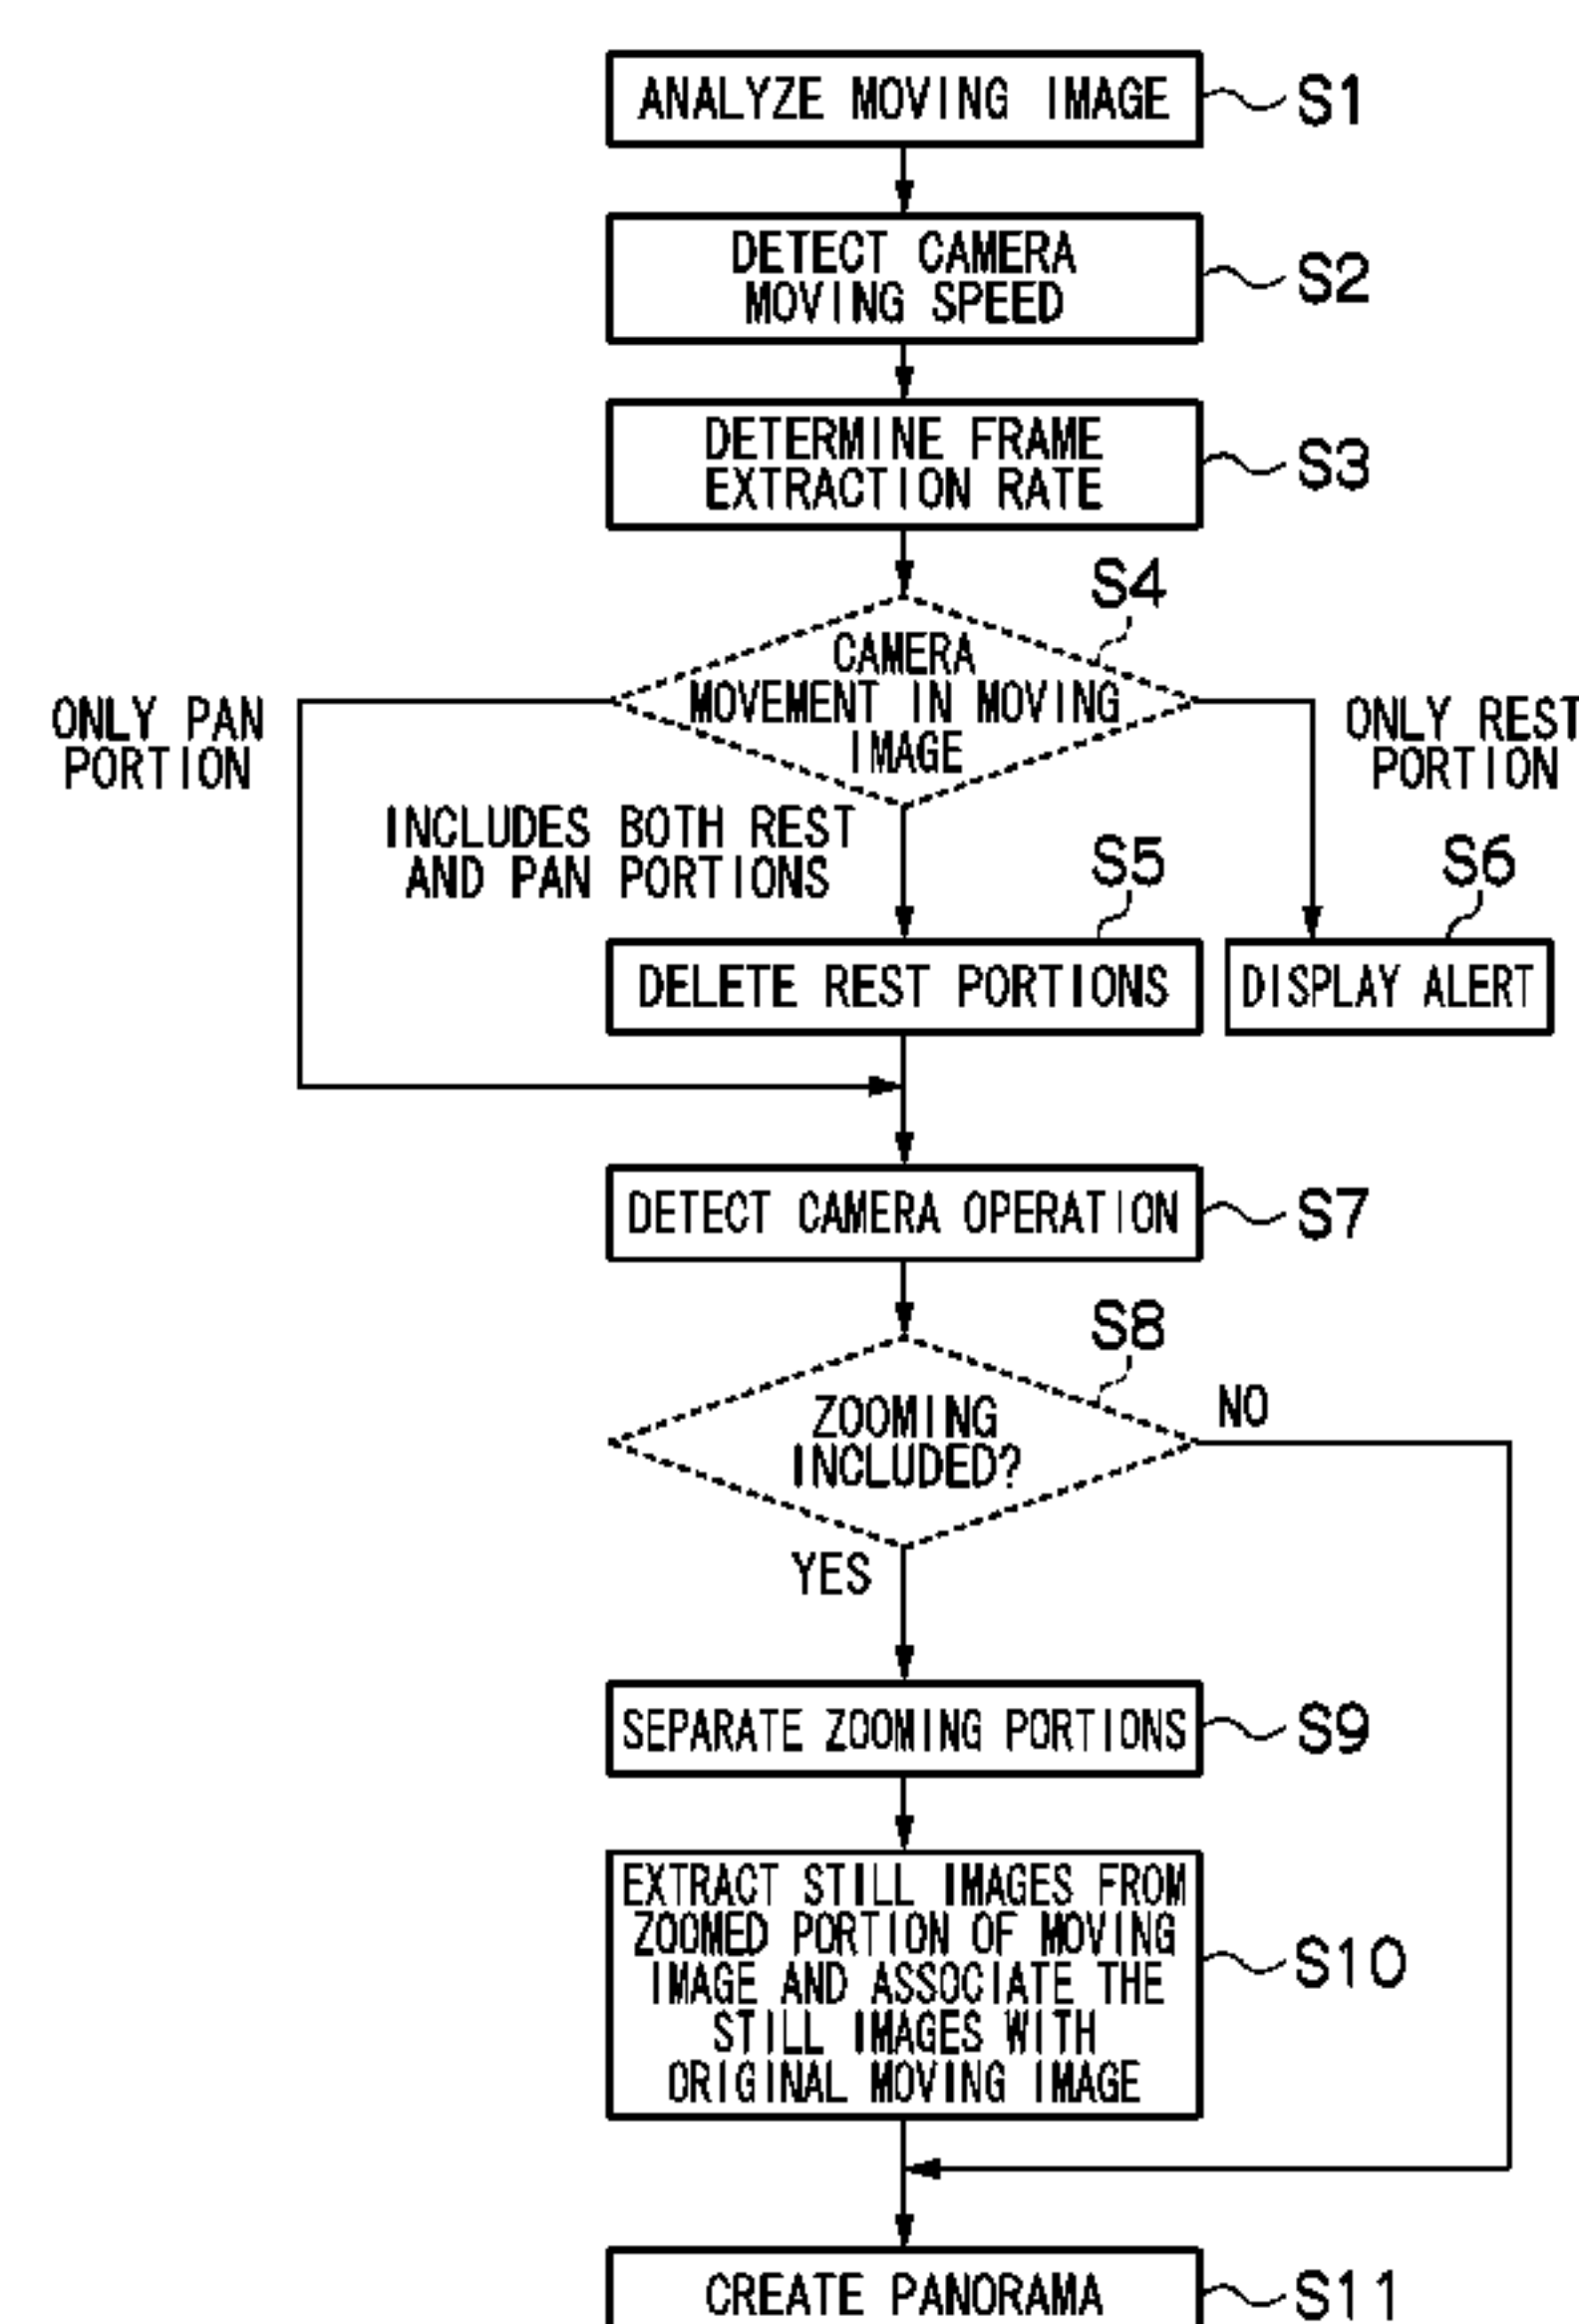 ANALYZE MOVING IMAGE
S1
DETECT CAMERA
MOVING SPEED
S2
DETERMINE FRAME
EXTRACTION RATE
S3
S4
CAMERA
MOVEMENT IN MOVING
IMAGE
ONLY PAN
PORTION
ONLY REST
PORTION
INCLUDES BOTH REST
AND PAN PORTIONS
S5
S6
DELETE REST PORTIONS
DISPLAY ALERT
DETECT CAMERA OPERATION
S7
S8
ZOOMING
INCLUDED?
NO
YES
SEPARATE ZOOMING PORTIONS
S9
EXTRACT STILL IMAGES FROM
ZOOMED PORTION OF MOVING
IMAGE AND ASSOCIATE THE
STILL IMAGES WITH
ORIGINAL MOVING IMAGE
S10
CREATE PANORAMA
S11